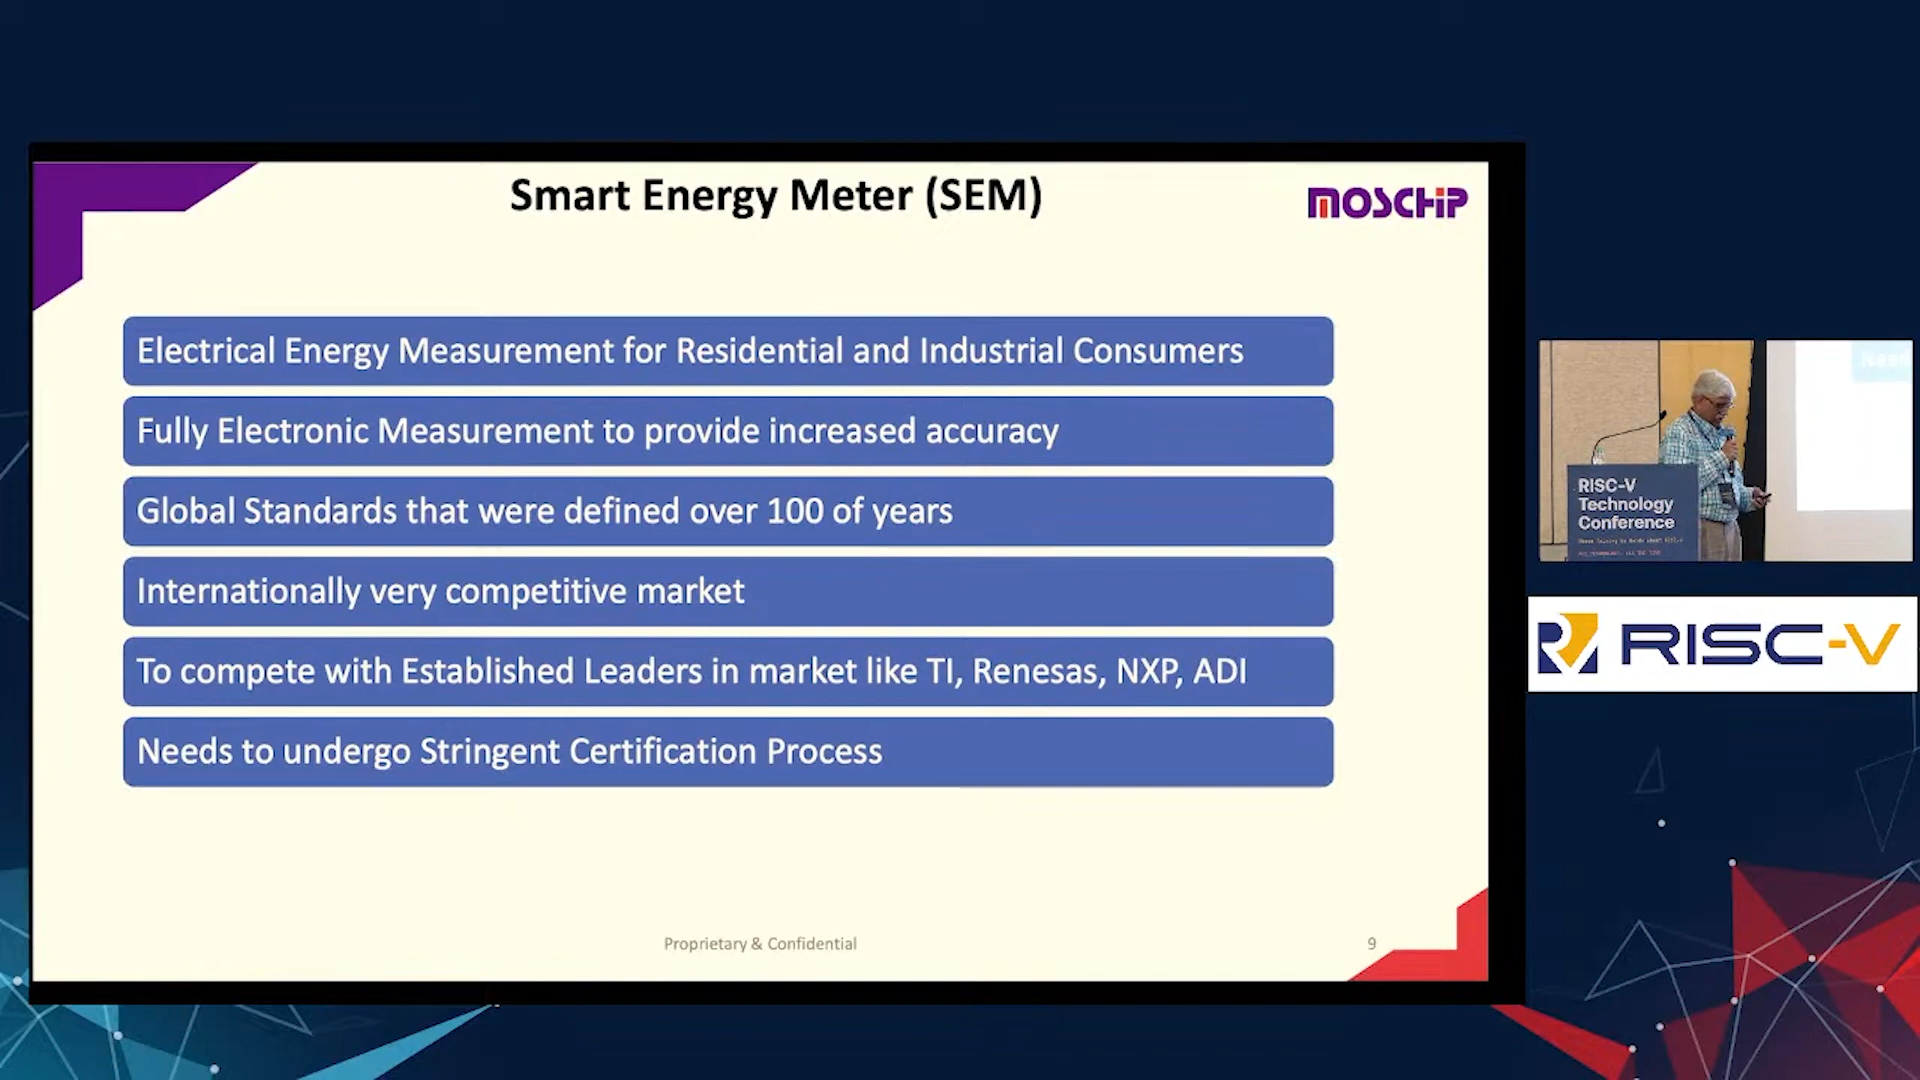 Smart Energy Meter (SEM)
MOSCHIP
Electrical Energy Measurement for Residential and Industrial Consumers
Fully Electronic Measurement to provide increased accuracy
Global Standards that were defined over 100 of years
Internationally very competitive market
To compete with Established Leaders in market like TI, Renesas, NXP, ADI
Needs to undergo Stringent Certification Process
Proprietary & Confidential
9
RISC-V
Technology
Conference
RISC-V